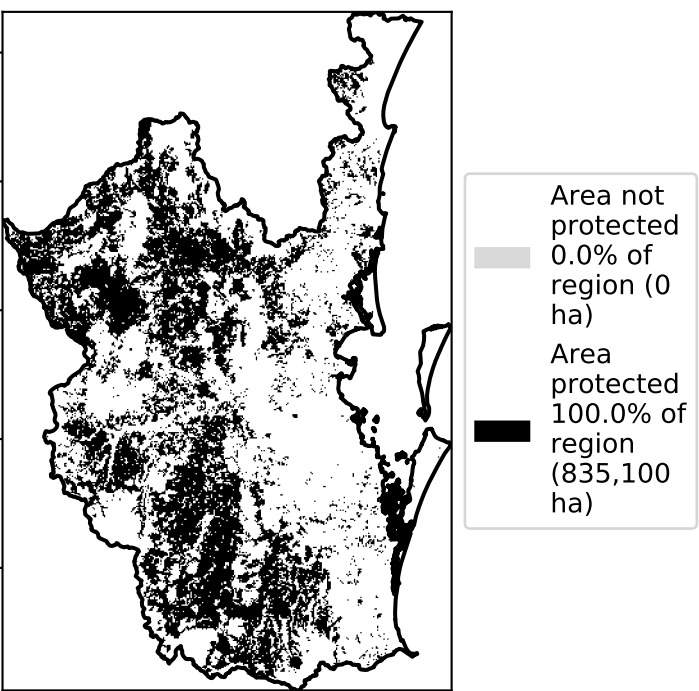 Area not
protected
0.0% of
region (0
ha)
Area
protected
100.0% of
region
(835,100
ha)